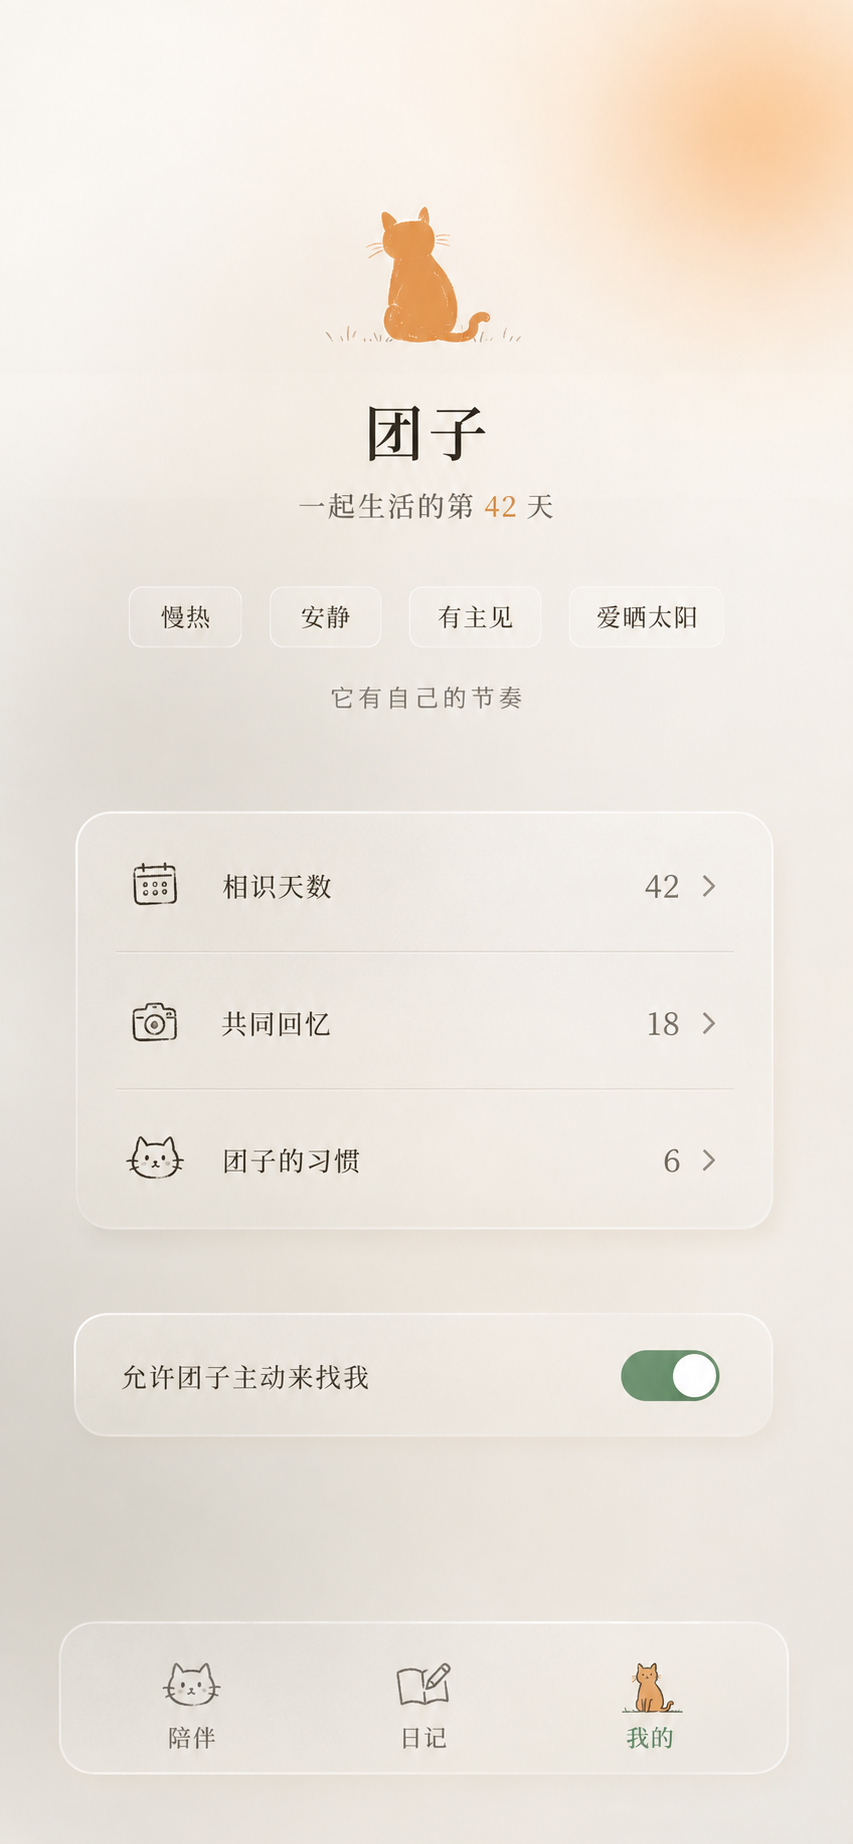 团子
一起生活的第 42 天
慢热 安静 有主见 爱晒太阳
它有自己的节奏
相识天数 42
共同回忆 18
团子的习惯 6
允许团子主动来找我
陪伴 日记 我的